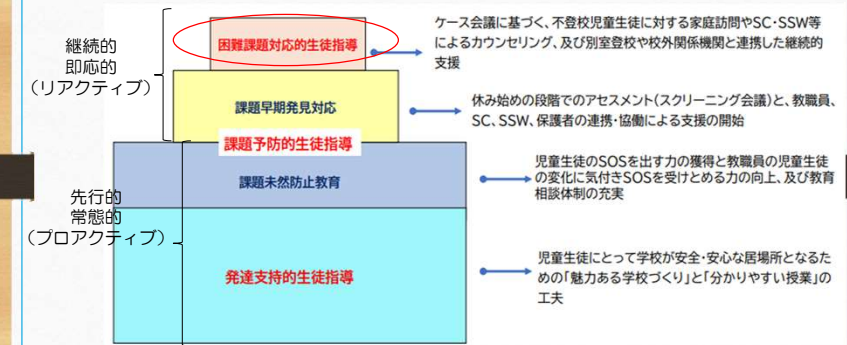 継続的
即応的
（リアクティブ）
困難課題対応的生徒指導
ケース会議に基づく、不登校児童生徒に対する家庭訪問やSC・SSW等
によるカウンセリング、及び別室登校や校外関係機関と連携した継続的
支援
課題早期発見対応
休み始めの段階でのアセスメント（スクリーニング会議）と、教職員、
SC、SSW、保護者の連携・協働による支援の開始
課題予防的生徒指導
先行的
常態的
（プロアクティブ）
課題未然防止教育
児童生徒のSOSを出す力の獲得と教職員の児童生徒
の変化に気付きSOSを受けとめる力の向上、及び教育
相談体制の充実
発達支持的生徒指導
児童生徒にとって学校が安全・安心な居場所となるた
めの「魅力ある学校づくり」と「分かりやすい授業」の
工夫